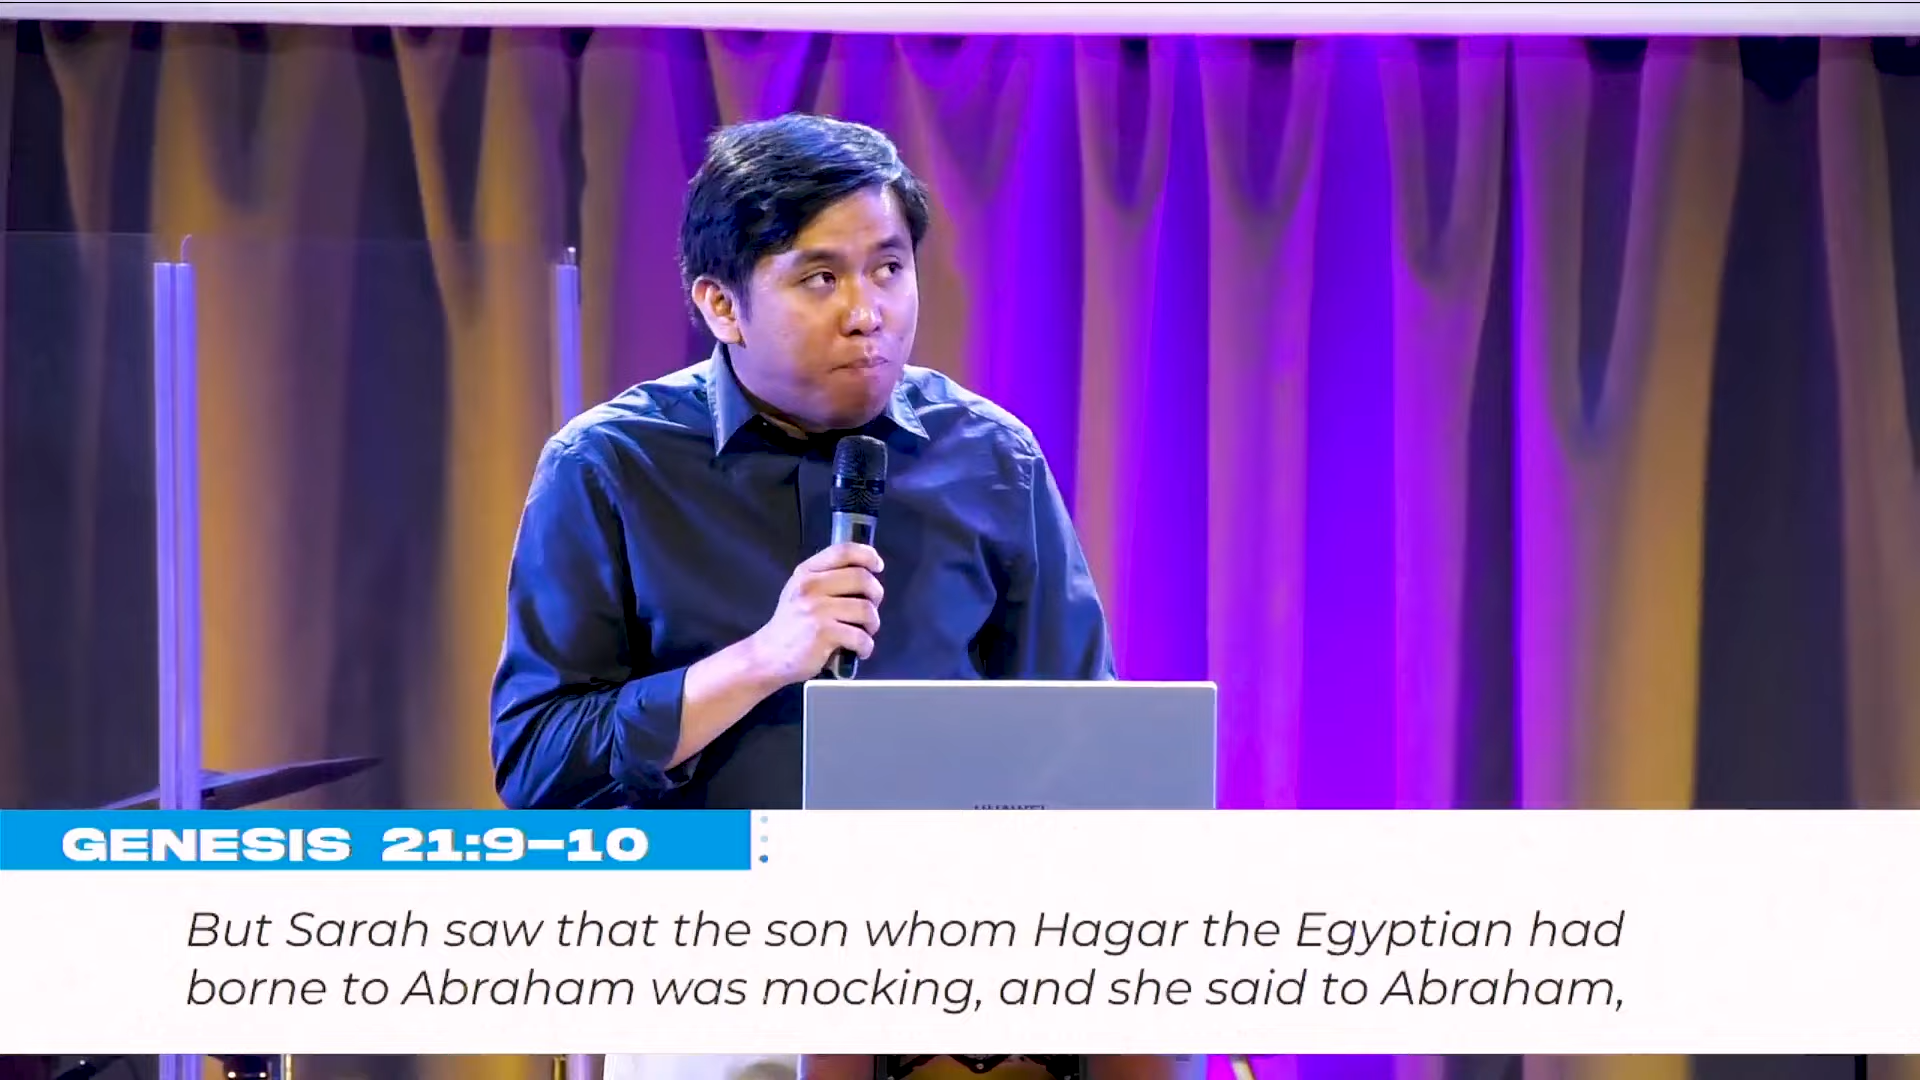 GENESIS 21:9–10
But Sarah saw that the son whom Hagar the Egyptian had
borne to Abraham was mocking, and she said to Abraham,